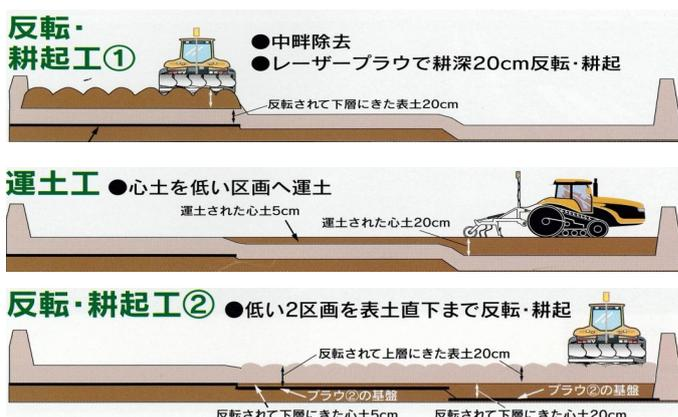 反転・
耕起工①
●中畔除去
●レーザープラウで耕深20cm反転・耕起
反転されて下層にきた表土20cm
運土工 ●心土を低い区画へ運土
運土された心土5cm
運土された心土20cm
反転・耕起工② ●低い2区画を表土直下まで反転・耕起
反転されて上層にきた表土20cm
プラウ②の基盤
プラウ②の基盤
反転されて下層にきた心土5cm
反転されて下層にきた心土20cm